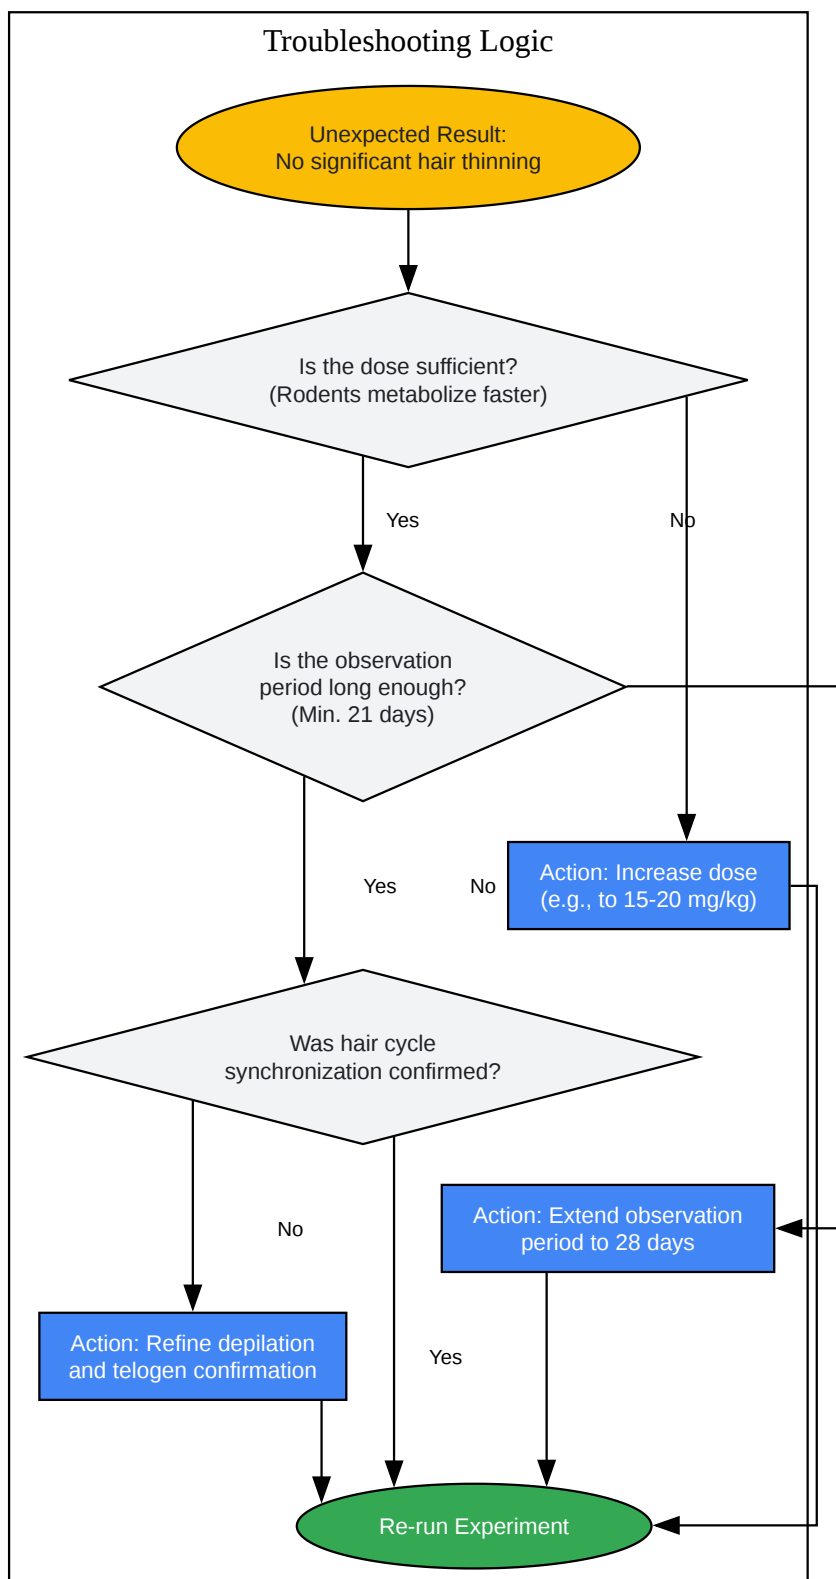 Troubleshooting Logic
Unexpected Result:
No significant hair thinning
Is the dose sufficient?
(Rodents metabolize faster)
Yes
No
Is the observation
period long enough?
(Min. 21 days)
Yes
No
Action: Increase dose
(e.g., to 15-20 mg/kg)
Was hair cycle
synchronization confirmed?
No
Action: Extend observation
period to 28 days
Action: Refine depilation
and telogen confirmation
Yes
Re-run Experiment